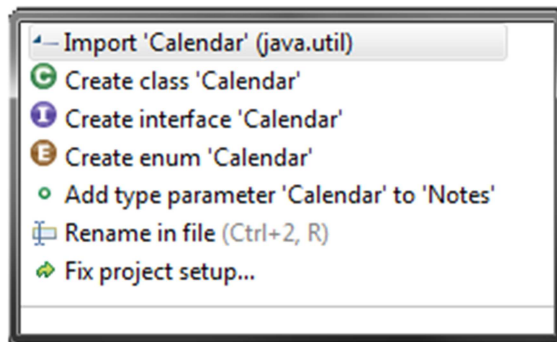 Import 'Calendar' (java.util)
C Create class 'Calendar'
I Create interface 'Calendar'
E Create enum 'Calendar'
Add type parameter 'Calendar' to 'Notes'
Rename in file (Ctrl+2, R)
Fix project setup...